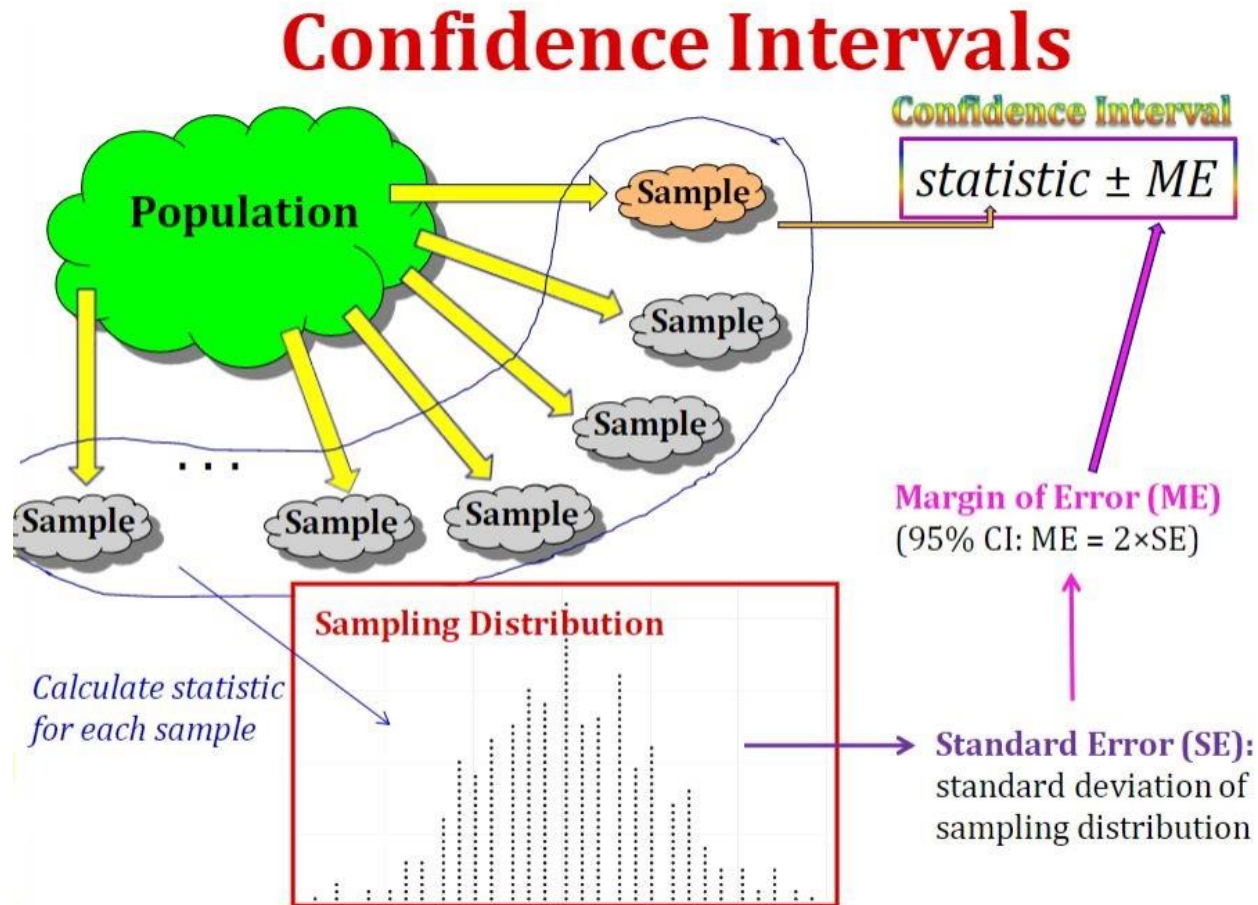 Confidence Intervals
Confidence Interval
statistic ± ME
Population
Sample
Sample
Sample
. . .
Sample
Sample
Sample
Margin of Error (ME)
(95% CI: ME = 2×SE)
Sampling Distribution
Calculate statistic
for each sample
Standard Error (SE):
standard deviation of
sampling distribution